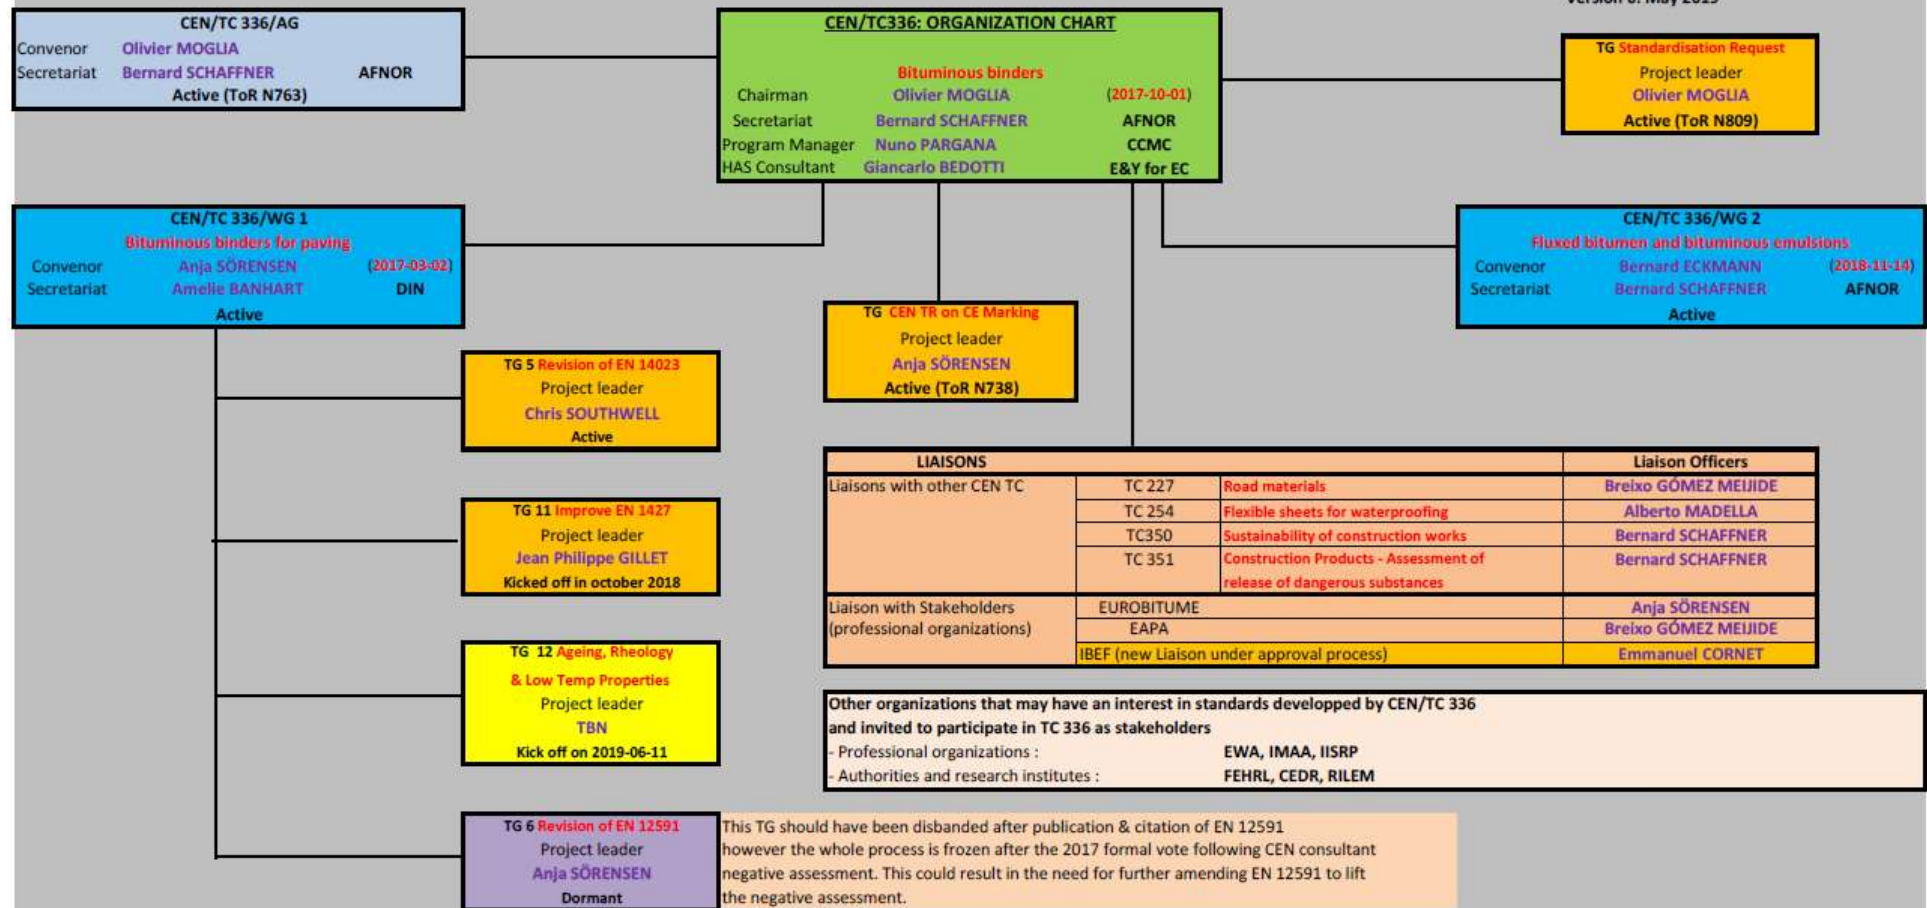 Version 6: May 2019
CEN/TC 336/AG
Convenor Olivier MOGLIA
Secretariat Bernard SCHAFFNER AFNOR
Active (ToR N763)
CEN/TC336: ORGANIZATION CHART
Bituminous binders
Chairman Olivier MOGLIA (2017-10-01)
Secretariat Bernard SCHAFFNER AFNOR
Program Manager Nuno PARGANA CCMC
HAS Consultant Giancarlo BEDOTTI E&Y for EC
TG Standardisation Request
Project leader
Olivier MOGLIA
Active (ToR N809)
CEN/TC 336/WG 1
Bituminous binders for paving
Convenor Anja SÖRENSEN (2017-03-02)
Secretariat Amelie BANHART DIN
Active
CEN/TC 336/WG 2
Fluxed bitumen and bituminous emulsions
Convenor Bernard ECKMANN (2018-11-14)
Secretariat Bernard SCHAFFNER AFNOR
Active
TG CEN TR on CE Marking
Project leader
Anja SÖRENSEN
Active (ToR N738)
TG 5 Revision of EN 14023
Project leader
Chris SOUTHWELL
Active
TG 11 Improve EN 1427
Project leader
Jean Philippe GILLET
Kicked off in october 2018
TG 12 Ageing, Rheology
& Low Temp Properties
Project leader
TBN
Kick off on 2019-06-11
LIAISONS Liaison Officers
Liaisons with other CEN TC TC 227 Road materials Breixo GÓMEZ MEIJIDE
TC 254 Flexible sheets for waterproofing Alberto MADELLA
TC350 Sustainability of construction works Bernard SCHAFFNER
TC 351 Construction Products - Assessment of Bernard SCHAFFNER
release of dangerous substances
Liaison with Stakeholders EUROBITUME Anja SÖRENSEN
(professional organizations) EAPA Breixo GÓMEZ MEIJIDE
IBEF (new Liaison under approval process) Emmanuel CORNET
Other organizations that may have an interest in standards developped by CEN/TC 336
and invited to participate in TC 336 as stakeholders
- Professional organizations : EWA, IMAA, IISRP
- Authorities and research institutes : FEHRL, CEDR, RILEM
TG 6 Revision of EN 12591
Project leader
Anja SÖRENSEN
Dormant
This TG should have been disbanded after publication & citation of EN 12591
however the whole process is frozen after the 2017 formal vote following CEN consultant
negative assessment. This could result in the need for further amending EN 12591 to lift
the negative assessment.